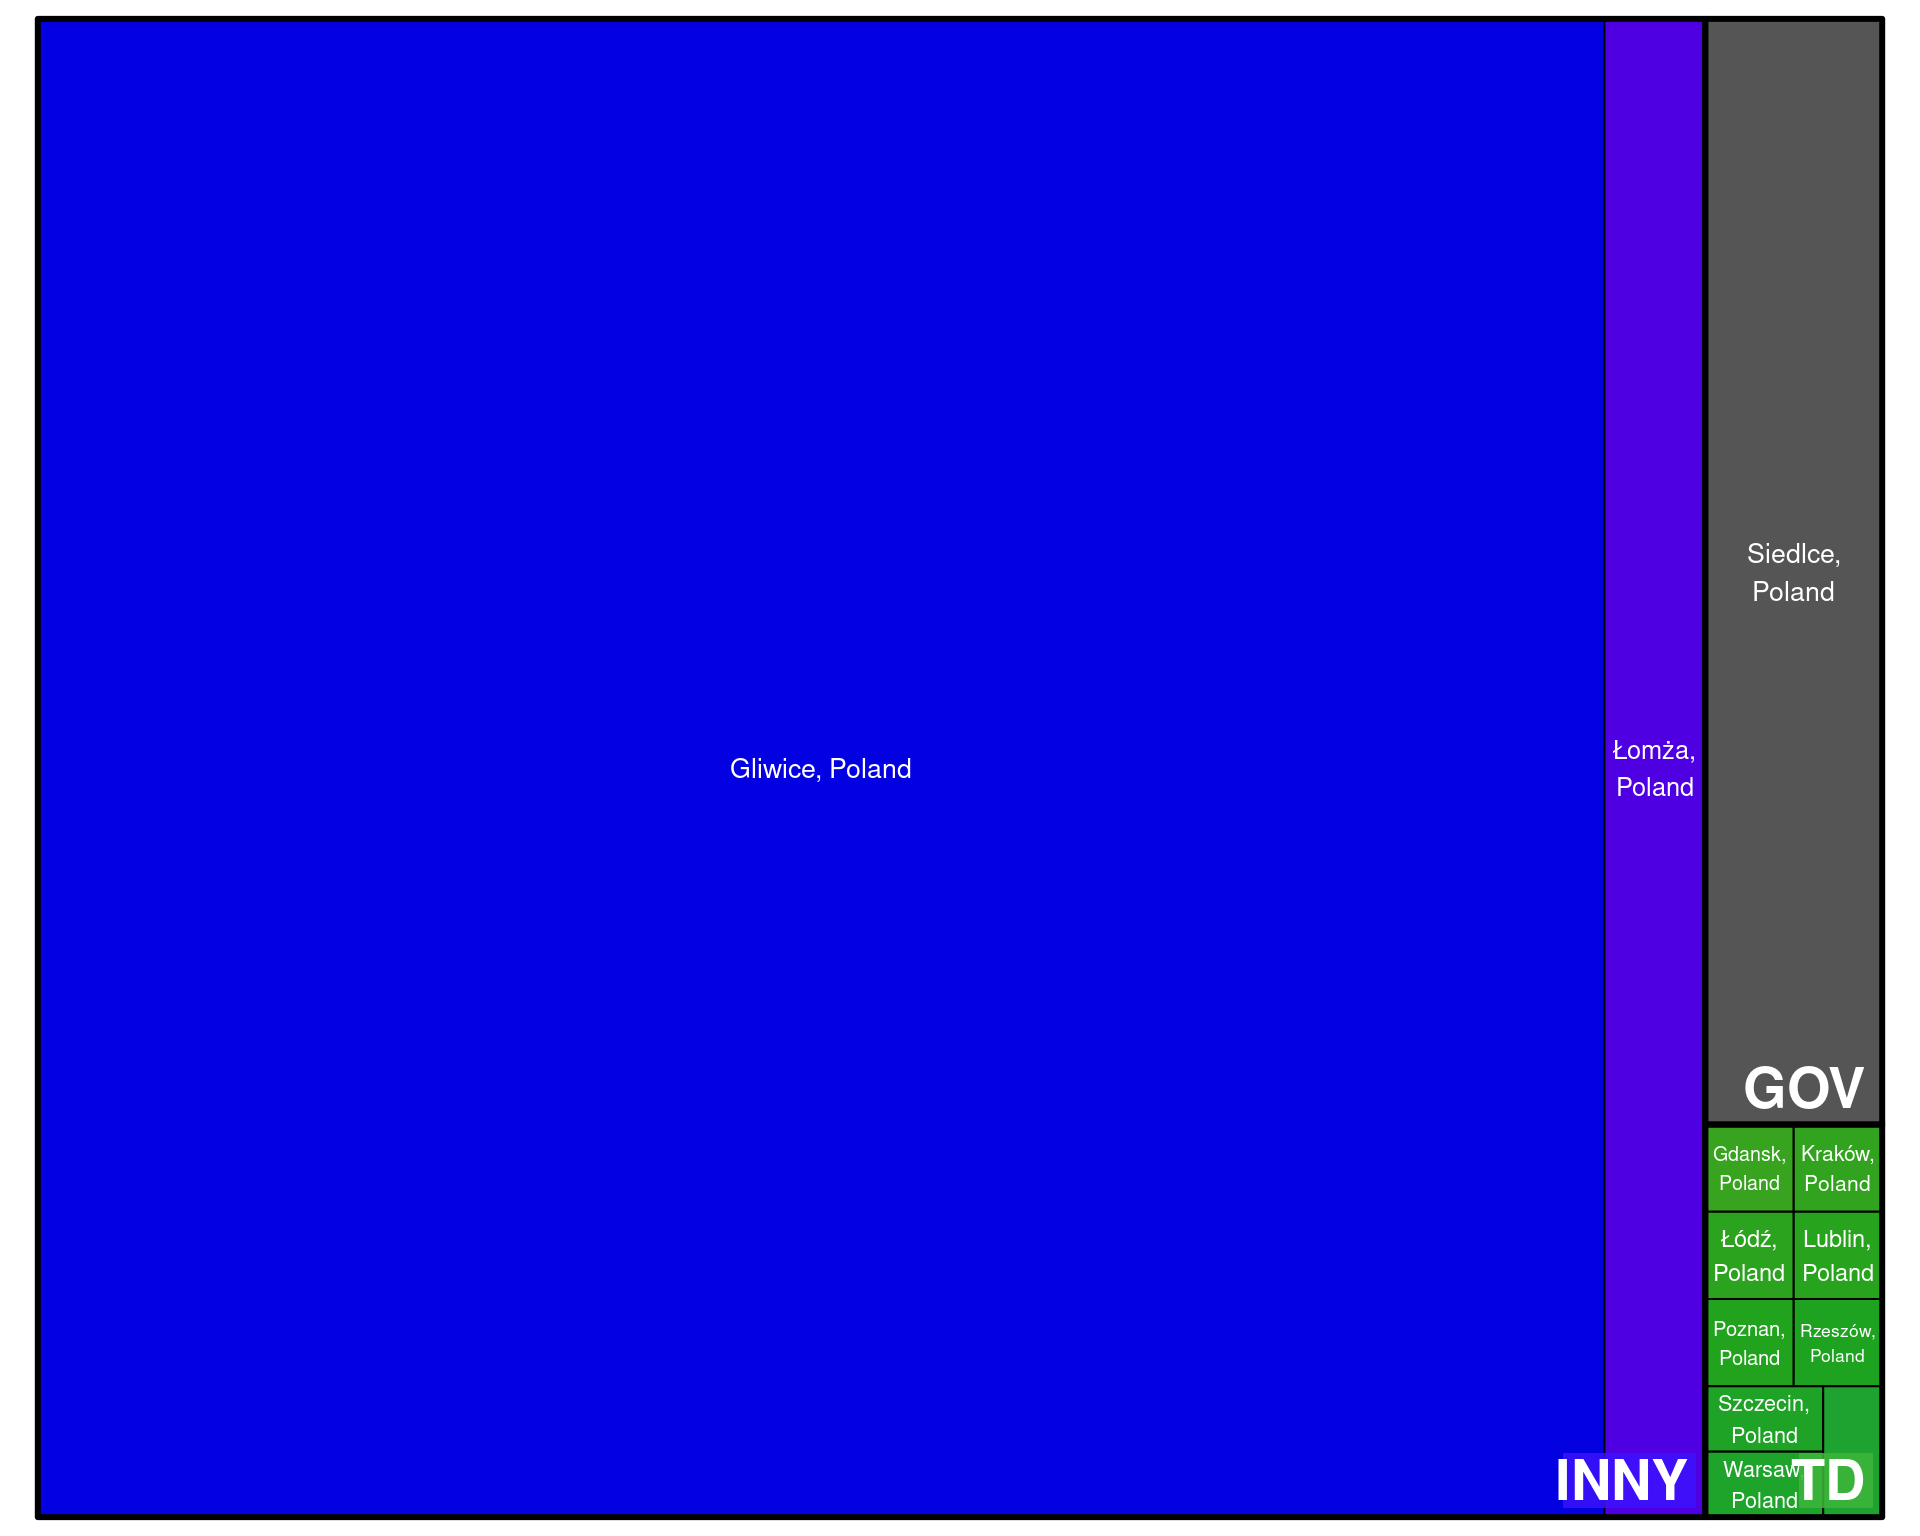 Gliwice, Poland
Łomża,
Poland
INNY
Siedlce,
Poland
GOV
Gdansk,
Poland
Kraków,
Poland
Łódź,
Poland
Lublin,
Poland
Poznan,
Poland
Rzeszów,
Poland
Szczecin,
Poland
Warsaw
Poland
TD